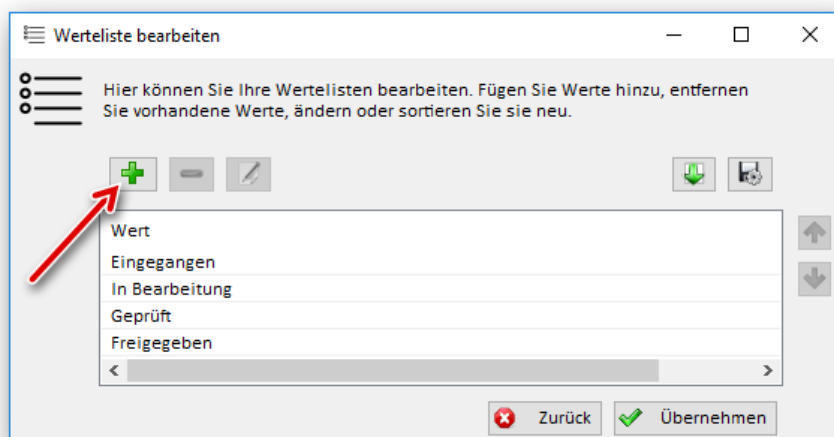 Werteliste bearbeiten
Hier können Sie Ihre Wertelisten bearbeiten. Fügen Sie Werte hinzu, entfernen
Sie vorhandene Werte, ändern oder sortieren Sie sie neu.
Wert
Eingegangen
In Bearbeitung
Geprüft
Freigegeben
Zurück
Übernehmen